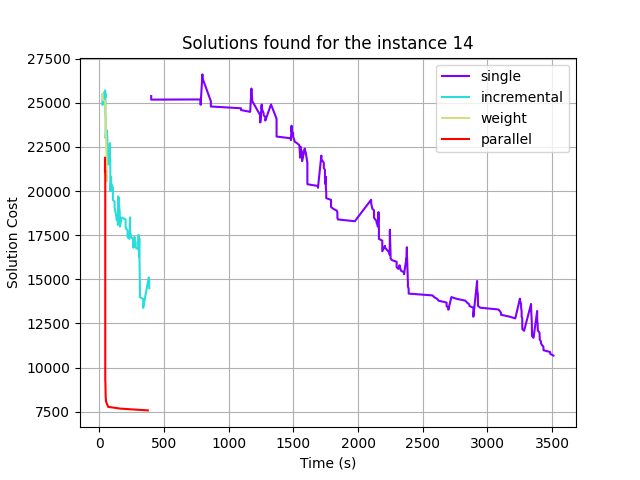 Solutions found for the instance 14
27500
25000
22500
20000
17500
15000
12500
10000
7500
Solution Cost
single
incremental
weight
parallel
0 500 1000 1500 2000 2500 3000 3500
Time (s)